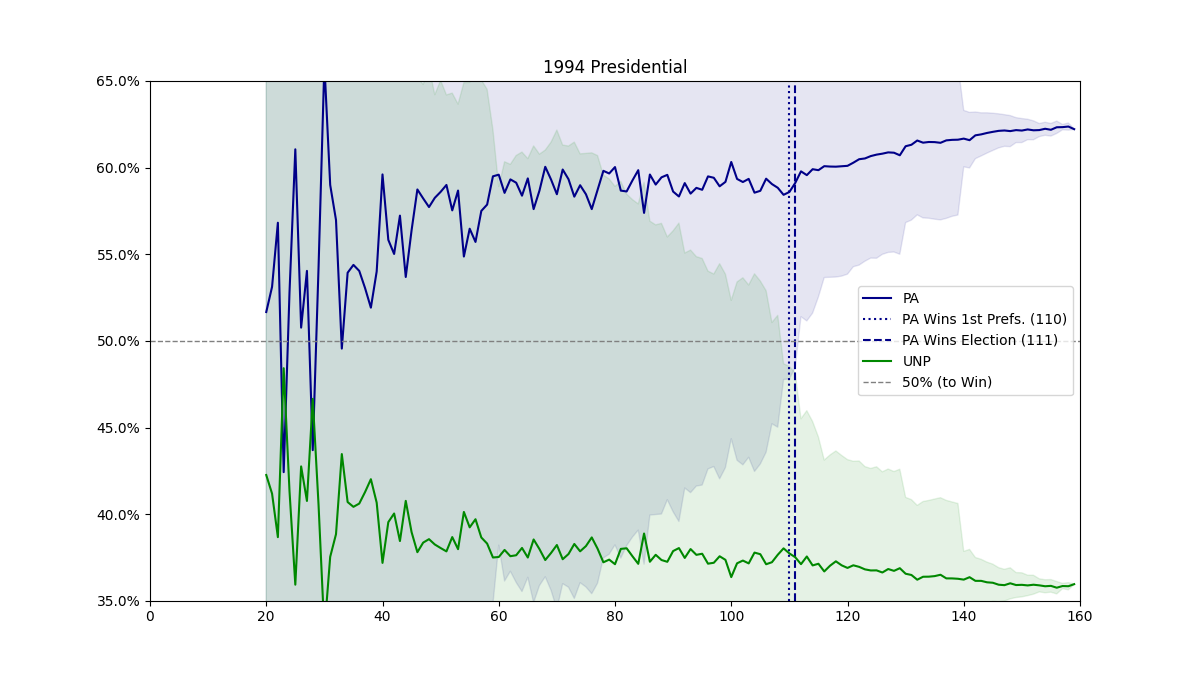 1994 Presidential
65.0%
60.0%
55.0%
50.0%
45.0%
40.0%
35.0%
PA
PA Wins 1st Prefs. (110)
PA Wins Election (111)
UNP
50% (to Win)
0 20 40 60 80 100 120 140 160